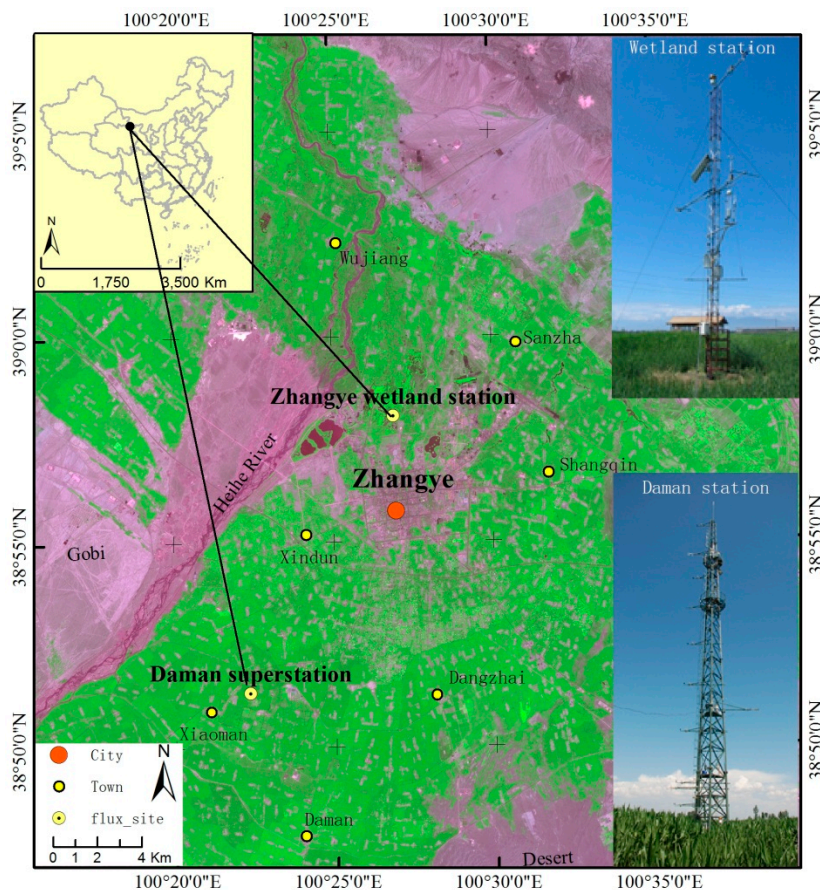 100°20'0"E 100°25'0"E 100°30'0"E 100°35'0"E
39°5'0"N
39°0'0"N
38°55'0"N
38°50'0"N
N
0 1,750 3,500 Km
Wetland station
Wujiang
Sanzha
Zhangye wetland station
Shangqin
Zhangye
Heihe River
Xindun
Gobi
Daman station
Daman superstation
Dangzhai
Xiaoman
Daman
Desert
N
City
Town
flux_site
0 1 2 4 Km
39°5'0"N
39°0'0"N
38°55'0"N
38°50'0"N
100°20'0"E 100°25'0"E 100°30'0"E 100°35'0"E